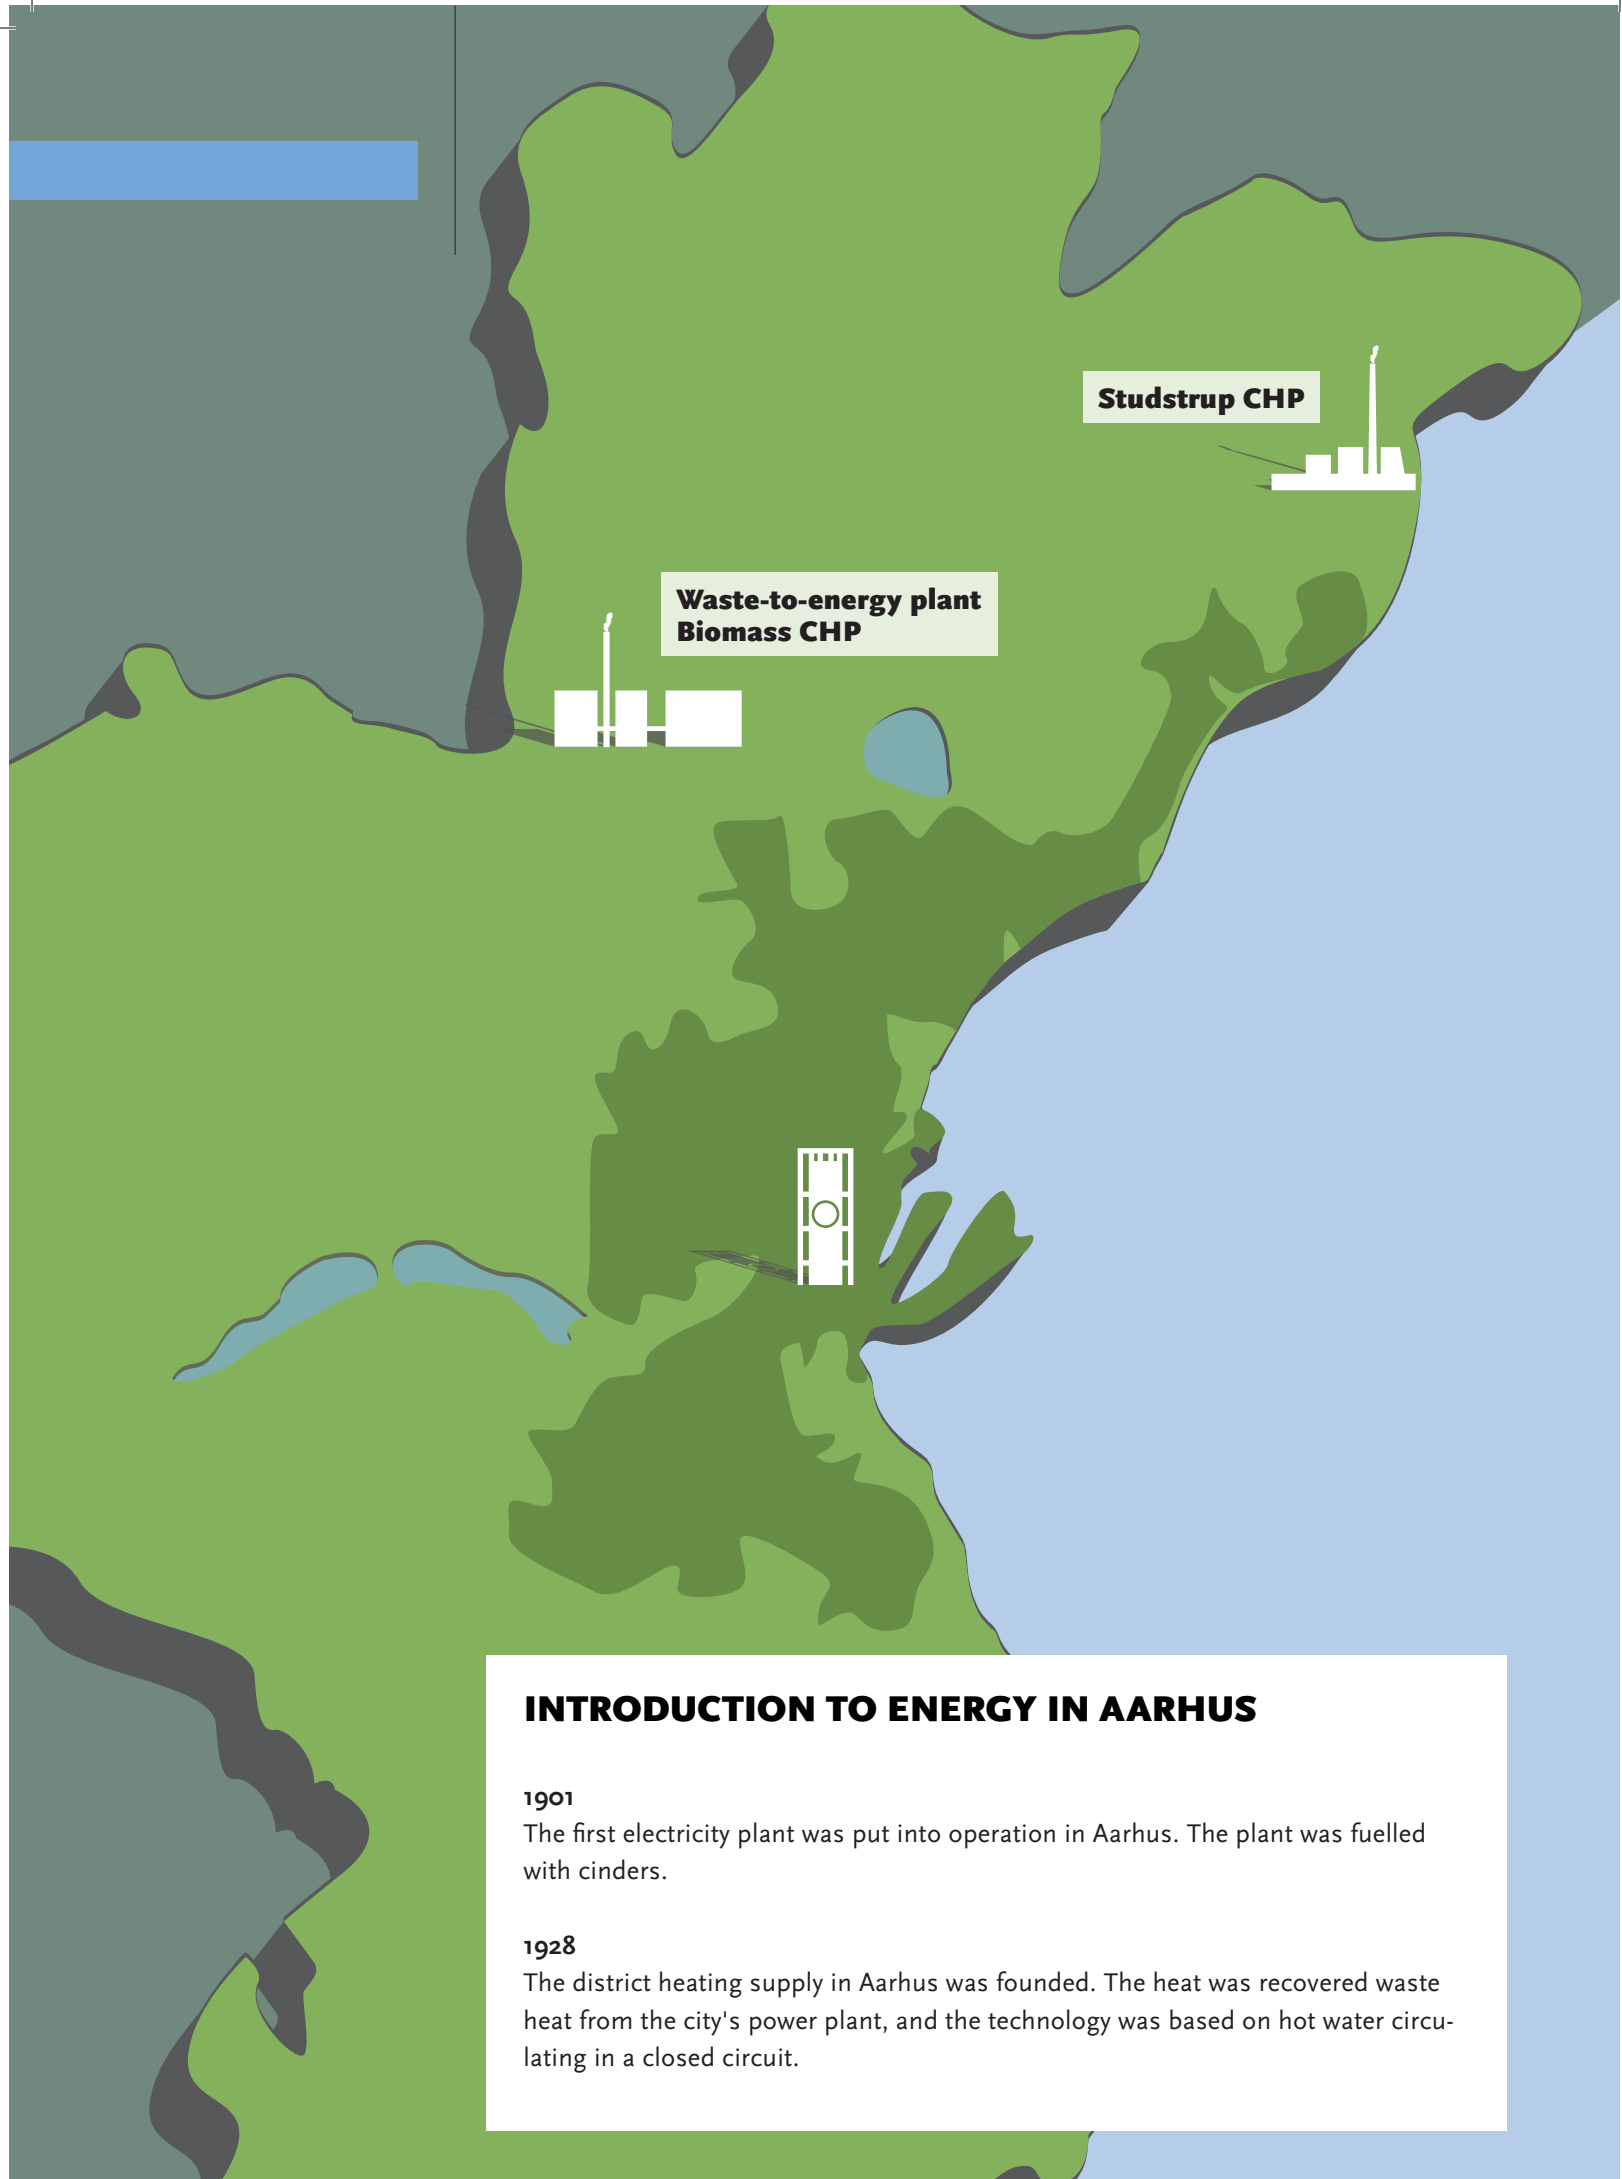 Studstrup CHP
Waste-to-energy plant
Biomass CHP
INTRODUCTION TO ENERGY IN AARHUS
1901
The first electricity plant was put into operation in Aarhus. The plant was fuelled
with cinders.
1928
The district heating supply in Aarhus was founded. The heat was recovered waste
heat from the city's power plant, and the technology was based on hot water circu-
lating in a closed circuit.